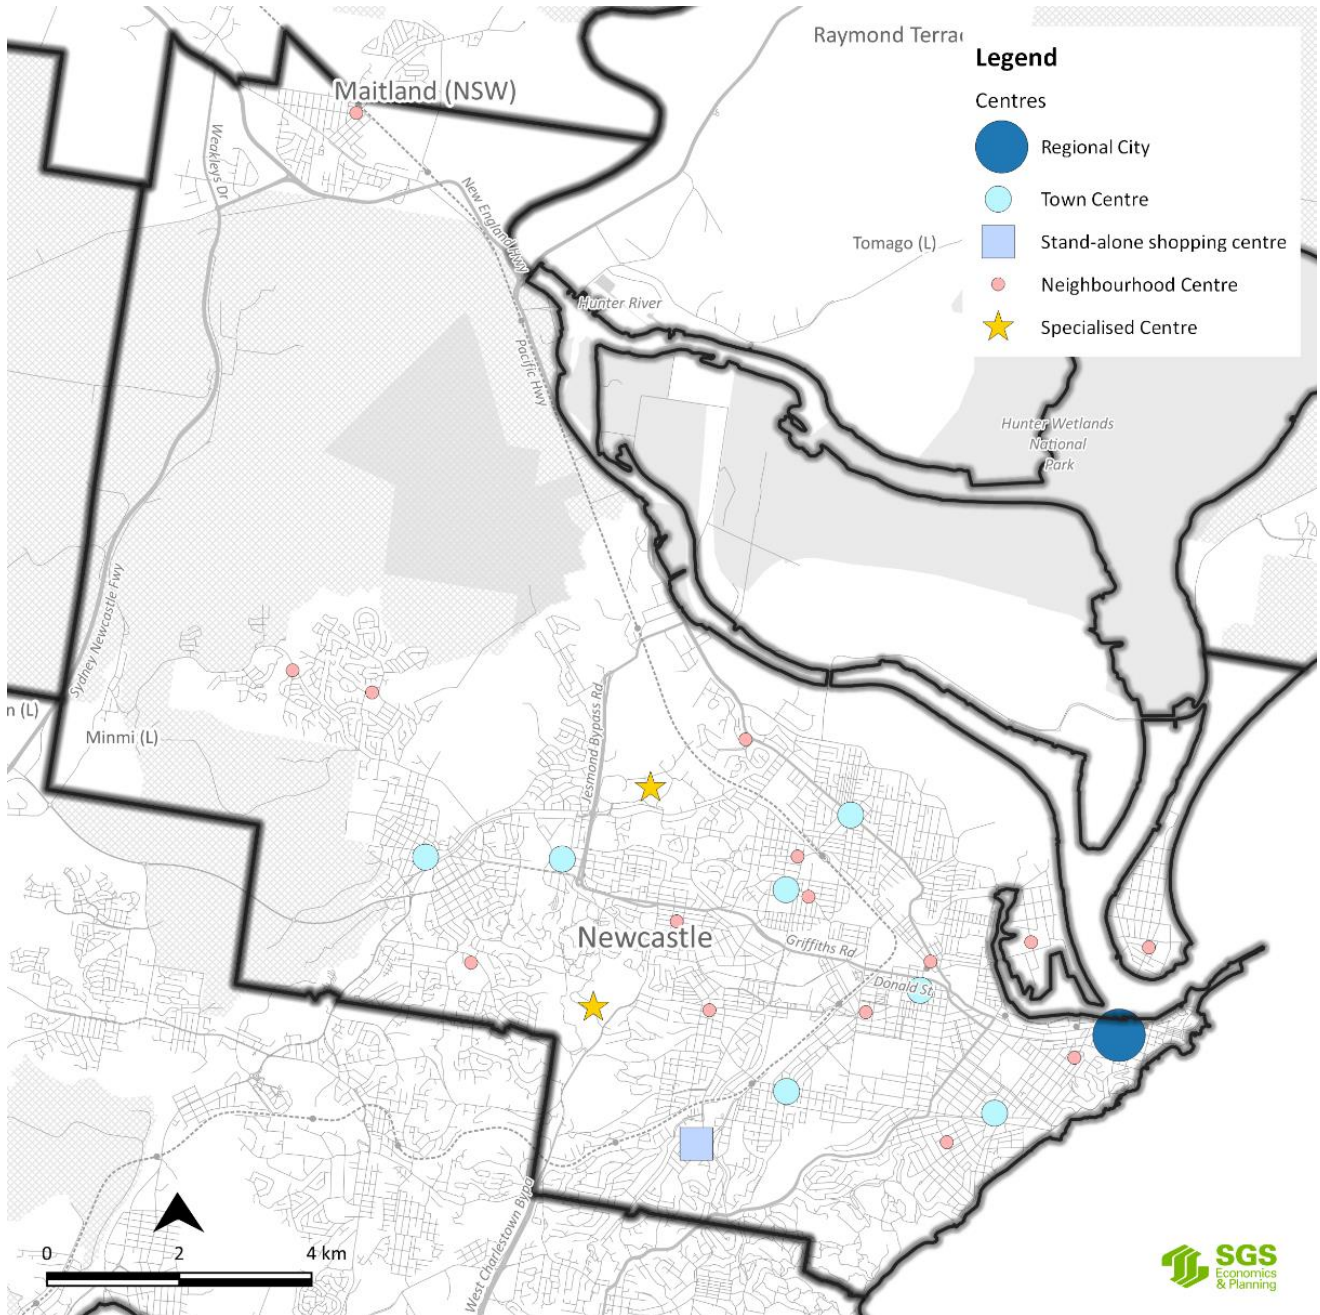 Raymond Terra
Legend
Centres
Regional City
Town Centre
Stand-alone shopping centre
Neighbourhood Centre
Specialised Centre
Maitland (NSW)
Weakleys Dr
New England Hwy
Tomago (L)
Hunter River
Pacific Hwy
Hunter Wetlands
National
Park
Sydney Newcastle Fwy
n (L)
Minmi (L)
Jesmond Bypass Rd
Newcastle
Griffiths Rd
Donald St
West Charlestown Bypa
0 2 4 km
SGS
Economics
& Planning